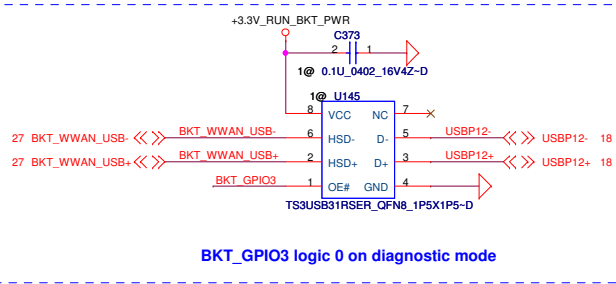 +3.3V_RUN_BKT_PWR
C373
2 1
1@ 0.1U_0402_16V4Z~D
1@ U145
8 VCC NC 7
27 BKT_WWAN_USB- BKT_WWAN_USB- 6 HSD- D- 5 USBP12- USBP12- 18
27 BKT_WWAN_USB+ BKT_WWAN_USB+ 2 HSD+ D+ 3 USBP12+ USBP12+ 18
BKT_GPIO3 1 OE# GND 4
TS3USB31RSER_QFN8_1P5X1P5~D
BKT_GPIO3 logic 0 on diagnostic mode